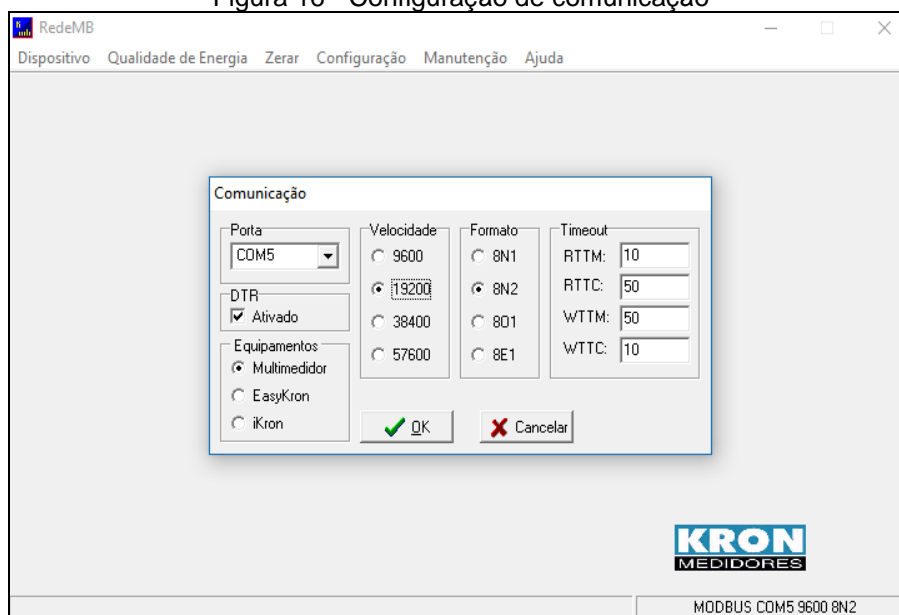 Figura 16 - Configuração de comunicação
RedeMB
Dispositivo Qualidade de Energia Zerar Configuração Manutenção Ajuda
Comunicação
Porta
COM5
DTR
Ativado
Equipamentos
Multimedidor
EasyKron
iKron
Velocidade
9600
19200
38400
57600
Formato
8N1
8N2
8O1
8E1
Timeout
RTTM: 10
RTTC: 50
WTTM: 50
WTTC: 10
OK
Cancelar
KRON
MEDIDORES
MODBUS COM5 9600 8N2